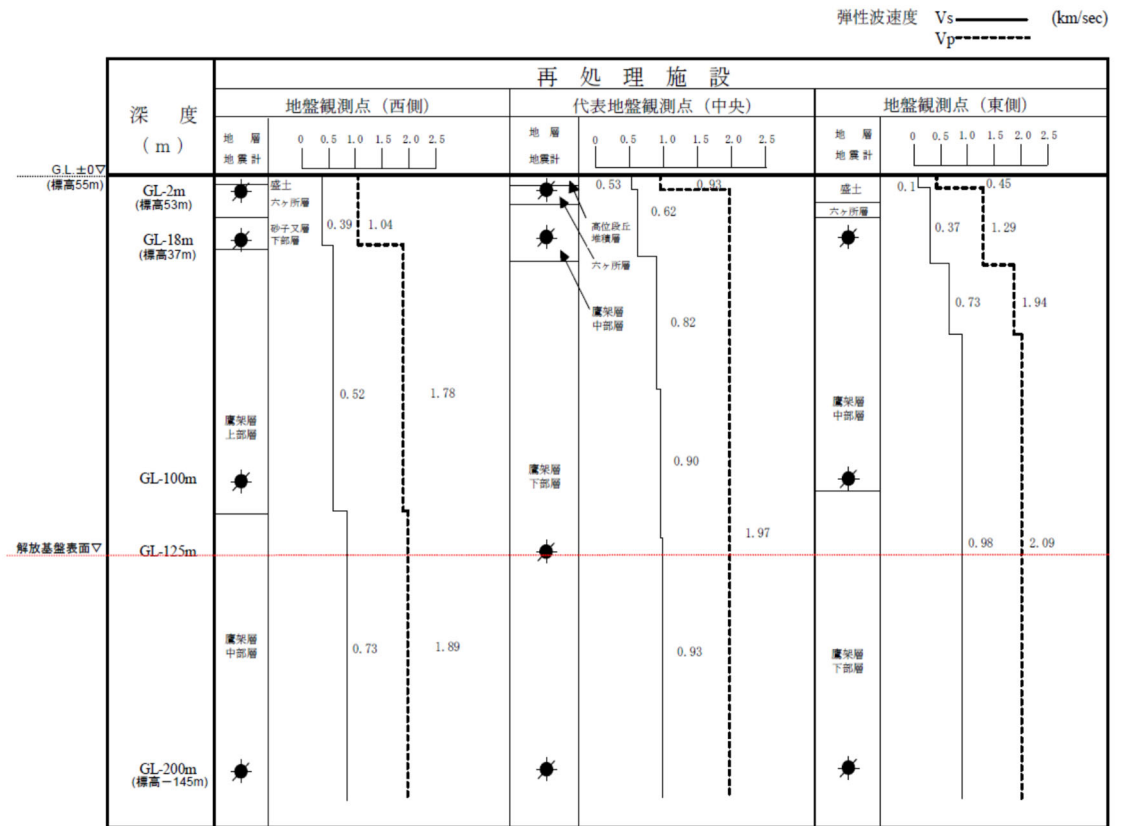 弾性波速度 Vs (km/sec)
Vp
再処理施設
深度
(m)
地盤観測点（西側）
代表地盤観測点（中央）
地盤観測点（東側）
地層
地震計
0 0.5 1.0 1.5 2.0 2.5
地層
地震計
0 0.5 1.0 1.5 2.0 2.5
地層
地震計
0 0.5 1.0 1.5 2.0 2.5
G.L.±0▽
(標高55m)
GL-2m
(標高53m)
GL-18m
(標高37m)
GL-100m
解放基盤表面▽
GL-125m
GL-200m
(標高－145m)
盛土
六ヶ所層
砂子又層
下部層
鷹架層
上部層
鷹架層
中部層
0.39 1.04
0.52 1.78
0.73 1.89
高位段丘
堆積層
六ヶ所層
鷹架層
中部層
鷹架層
下部層
0.53 0.93
0.62
0.82
0.90
1.97
0.93
盛土
六ヶ所層
鷹架層
中部層
鷹架層
下部層
0.1 0.45
0.37 1.29
0.73 1.94
0.98 2.09